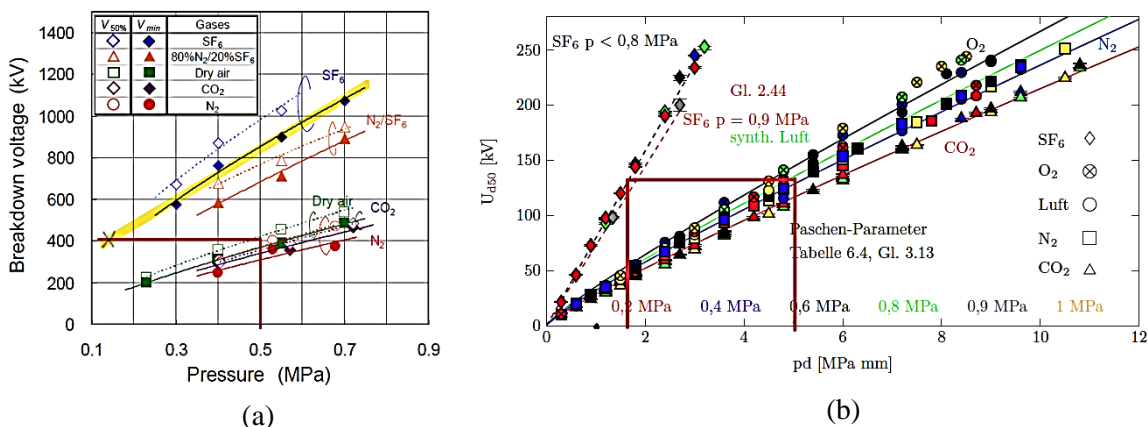 V50% Vmin Gases
SF6
80%N2/20%SF6
Dry air
CO2
N2
Breakdown voltage (kV)
1400
1200
1000
800
600
400
200
0
SF6
N2/SF6
Dry air
CO2
N2
0.1 0.3 0.5 0.7 0.9
Pressure (MPa)
(a)
Ud50 [kV]
250
200
150
100
50
0
SF6 p < 0,8 MPa
O2
N2
Gl. 2.44
SF6 p = 0,9 MPa
synth. Luft
CO2
SF6
O2
Luft
N2
CO2
Paschen-Parameter
Tabelle 6.4, Gl. 3.13
0,2 MPa 0,4 MPa 0,6 MPa 0,8 MPa 0,9 MPa 1 MPa
0 2 4 6 8 10 12
pd [MPa mm]
(b)